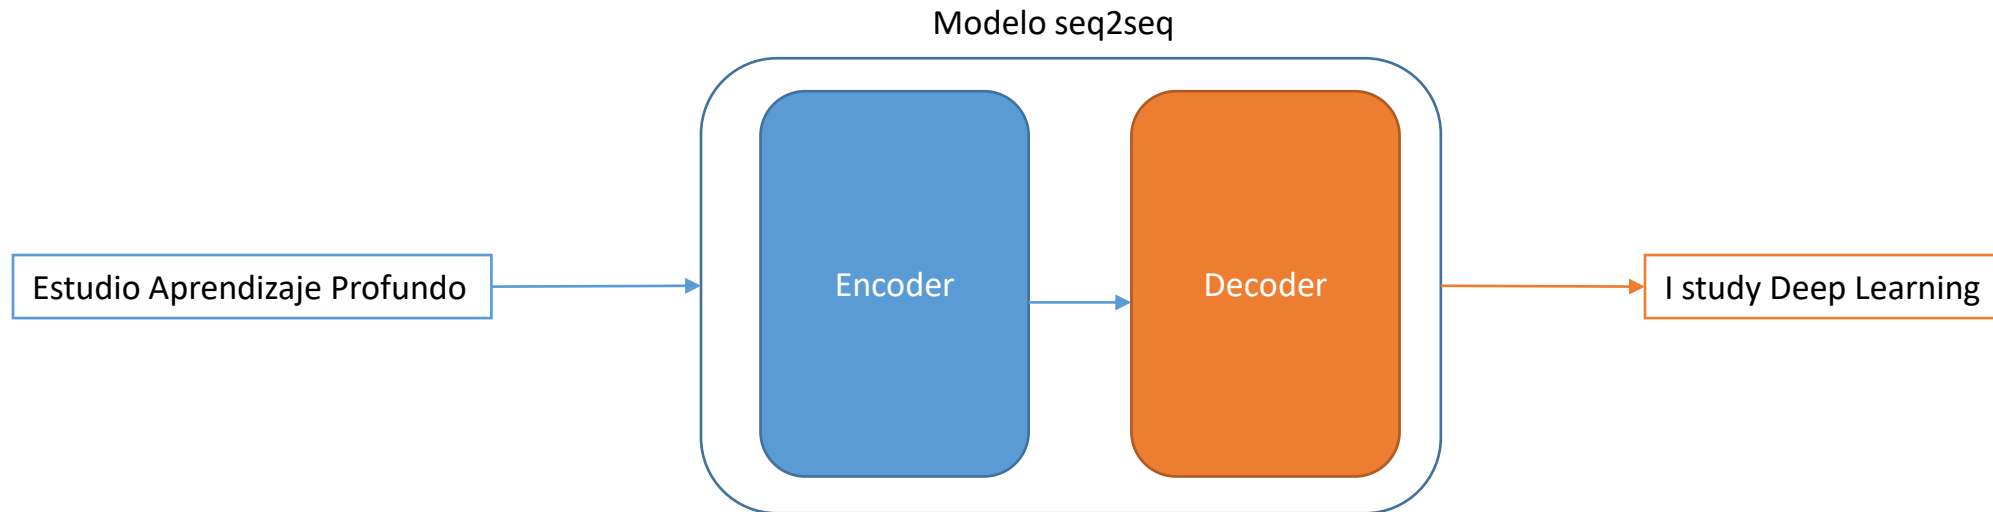 Modelo seq2seq
Estudio Aprendizaje Profundo
Encoder
Decoder
I study Deep Learning